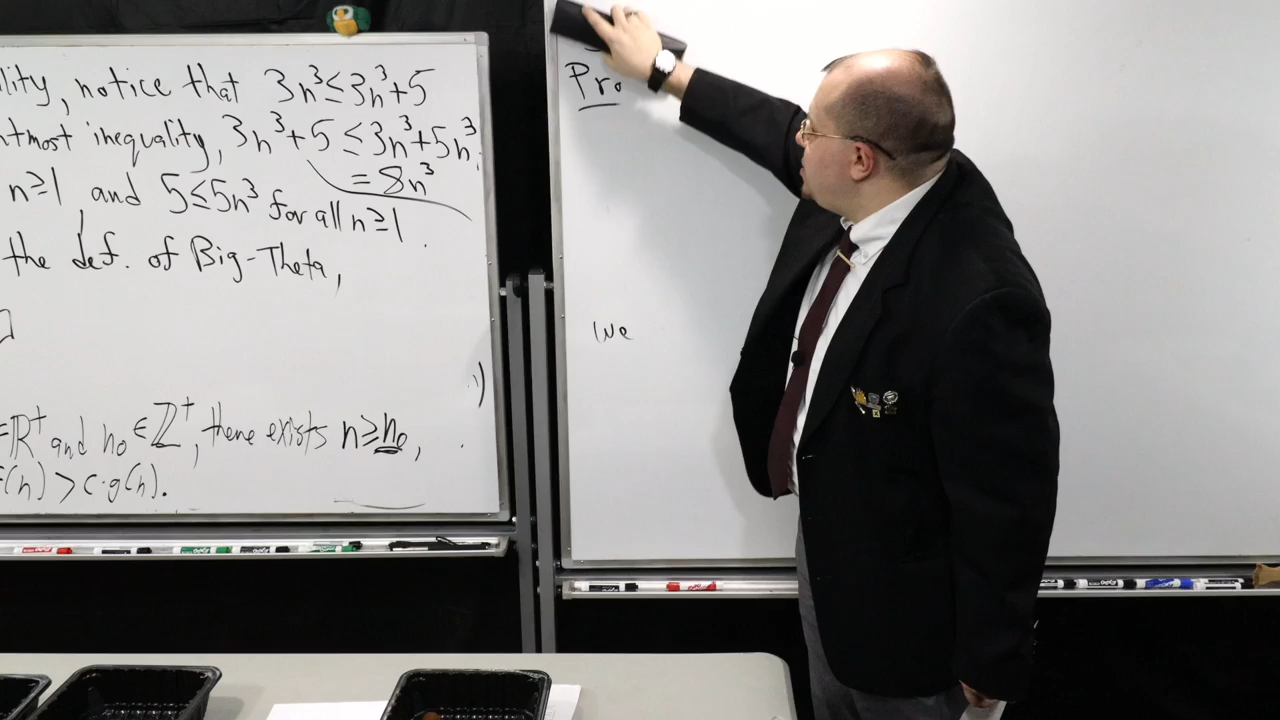 lity, notice that 3n³≤3n³+5
ntmost inequality, 3n³+5 ≤3n³+5n³
= 8n³
n≥1, and 5≤5n³ for all n≥1.
the def. of Big-Theta,
∈ℝ⁺ and n₀∈ℤ⁺, there exists n≥n₀,
f(n) > c·g(n).
Pro
We